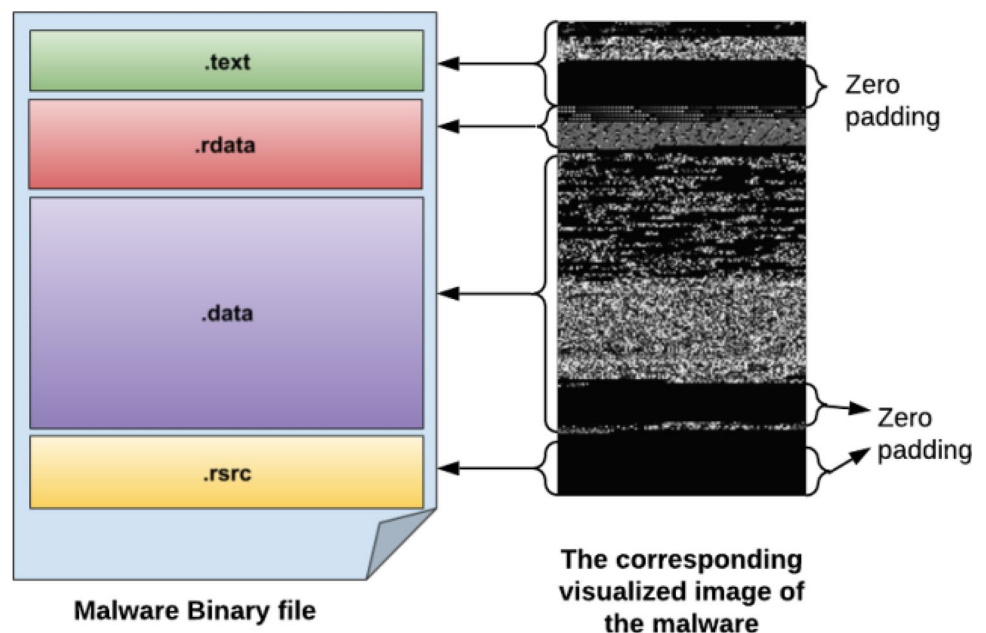 .text
.rdata
.data
.rsrc
Malware Binary file
Zero
padding
Zero
padding
The corresponding
visualized image of
the malware